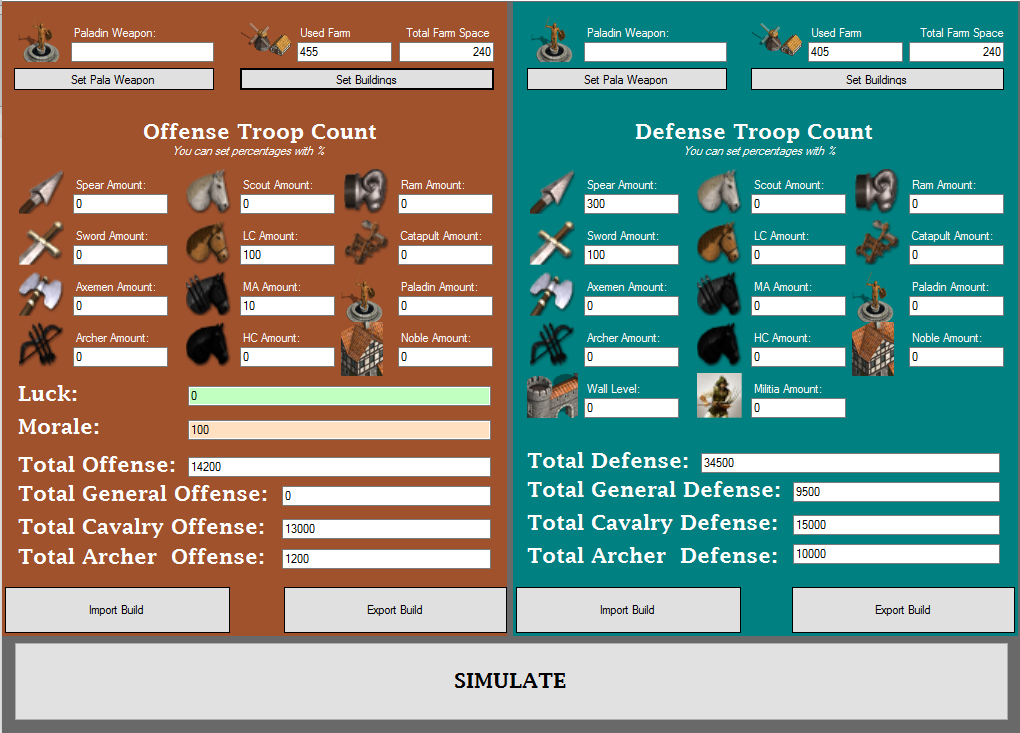 Paladin Weapon:
Used Farm
Total Farm Space
455
240
Set Pala Weapon
Set Buildings
Offense Troop Count
You can set percentages with %
Spear Amount:
Scout Amount:
Ram Amount:
0
0
0
Sword Amount:
LC Amount:
Catapult Amount:
0
100
0
Axemen Amount:
MA Amount:
Paladin Amount:
0
10
0
Archer Amount:
HC Amount:
Noble Amount:
0
0
0
Luck:
0
Morale:
100
Total Offense:
14200
Total General Offense:
0
Total Cavalry Offense:
13000
Total Archer Offense:
1200
Import Build
Export Build
Paladin Weapon:
Used Farm
Total Farm Space
405
240
Set Pala Weapon
Set Buildings
Defense Troop Count
You can set percentages with %
Spear Amount:
Scout Amount:
Ram Amount:
300
0
0
Sword Amount:
LC Amount:
Catapult Amount:
100
0
0
Axemen Amount:
MA Amount:
Paladin Amount:
0
0
0
Archer Amount:
HC Amount:
Noble Amount:
0
0
0
Wall Level:
Militia Amount:
0
0
Total Defense:
34500
Total General Defense:
9500
Total Cavalry Defense:
15000
Total Archer Defense:
10000
Import Build
Export Build
SIMULATE